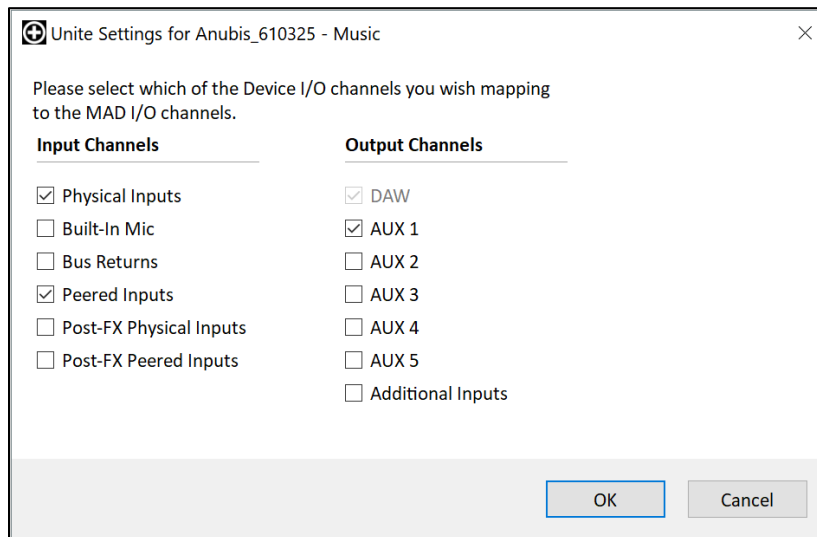 Unite Settings for Anubis_610325 - Music
Please select which of the Device I/O channels you wish mapping
to the MAD I/O channels.
Input Channels
Physical Inputs
Built-In Mic
Bus Returns
Peered Inputs
Post-FX Physical Inputs
Post-FX Peered Inputs
Output Channels
DAW
AUX 1
AUX 2
AUX 3
AUX 4
AUX 5
Additional Inputs
OK
Cancel